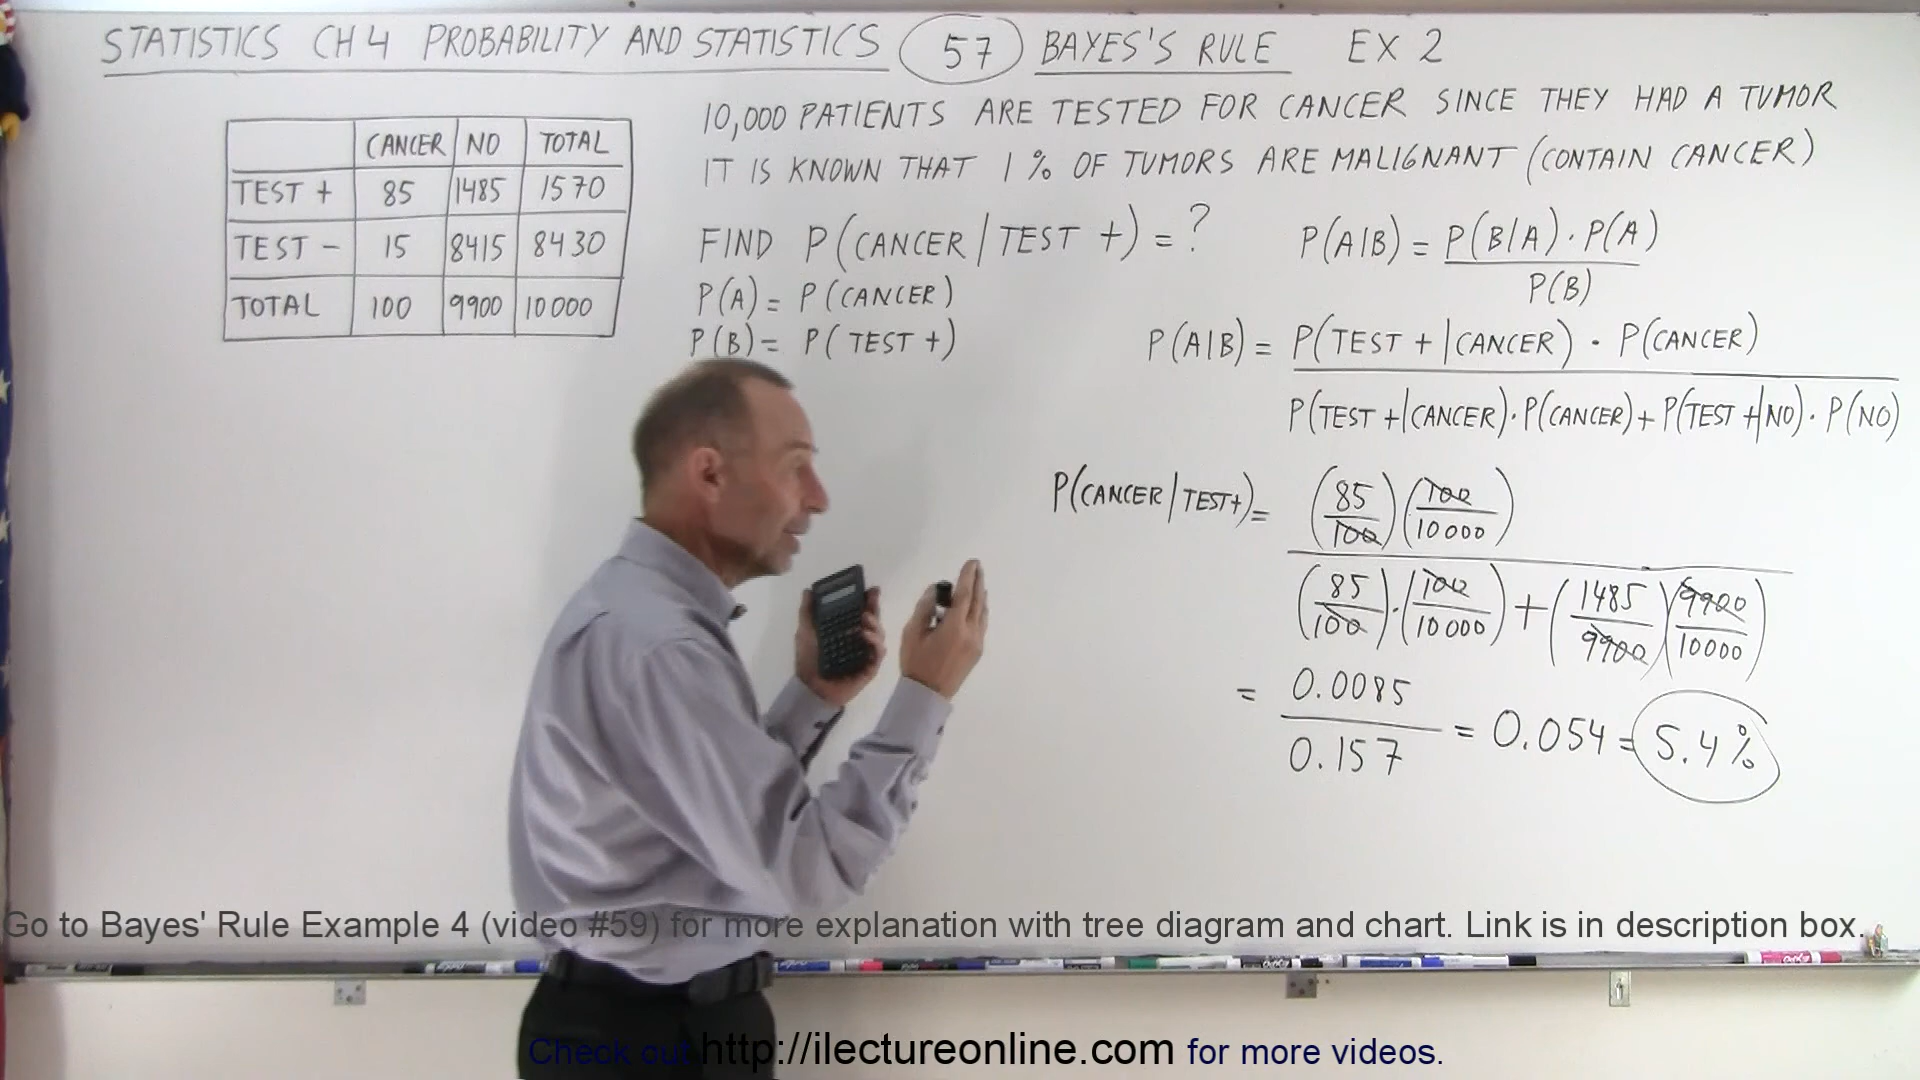 STATISTICS CH 4 PROBABILITY AND STATISTICS 57 BAYES'S RULE EX 2
CANCER NO TOTAL
TEST + 85 1485 1570
TEST − 15 8415 8430
TOTAL 100 9900 10000
10,000 PATIENTS ARE TESTED FOR CANCER SINCE THEY HAD A TUMOR
IT IS KNOWN THAT 1 % OF TUMORS ARE MALIGNANT (CONTAIN CANCER)
FIND P(CANCER/TEST +) = ?
P(A) = P(CANCER)
P(B) = P(TEST +)
P(A|B) = P(B|A) · P(A)
P(B)
P(A|B) = P(TEST + | CANCER) · P(CANCER)
P(TEST +|CANCER) · P(CANCER) + P(TEST +|NO) · P(NO)
P(CANCER/TEST+) = (85/100)(100/10000)
(85/100) · (100/10000) + (1485/9900)(9900/10000)
= 0.0085
0.157
= 0.054 = 5.4%
Go to Bayes' Rule Example 4 (video #59) for more explanation with tree diagram and chart. Link is in description box.
Check out http://ilectureonline.com for more videos.